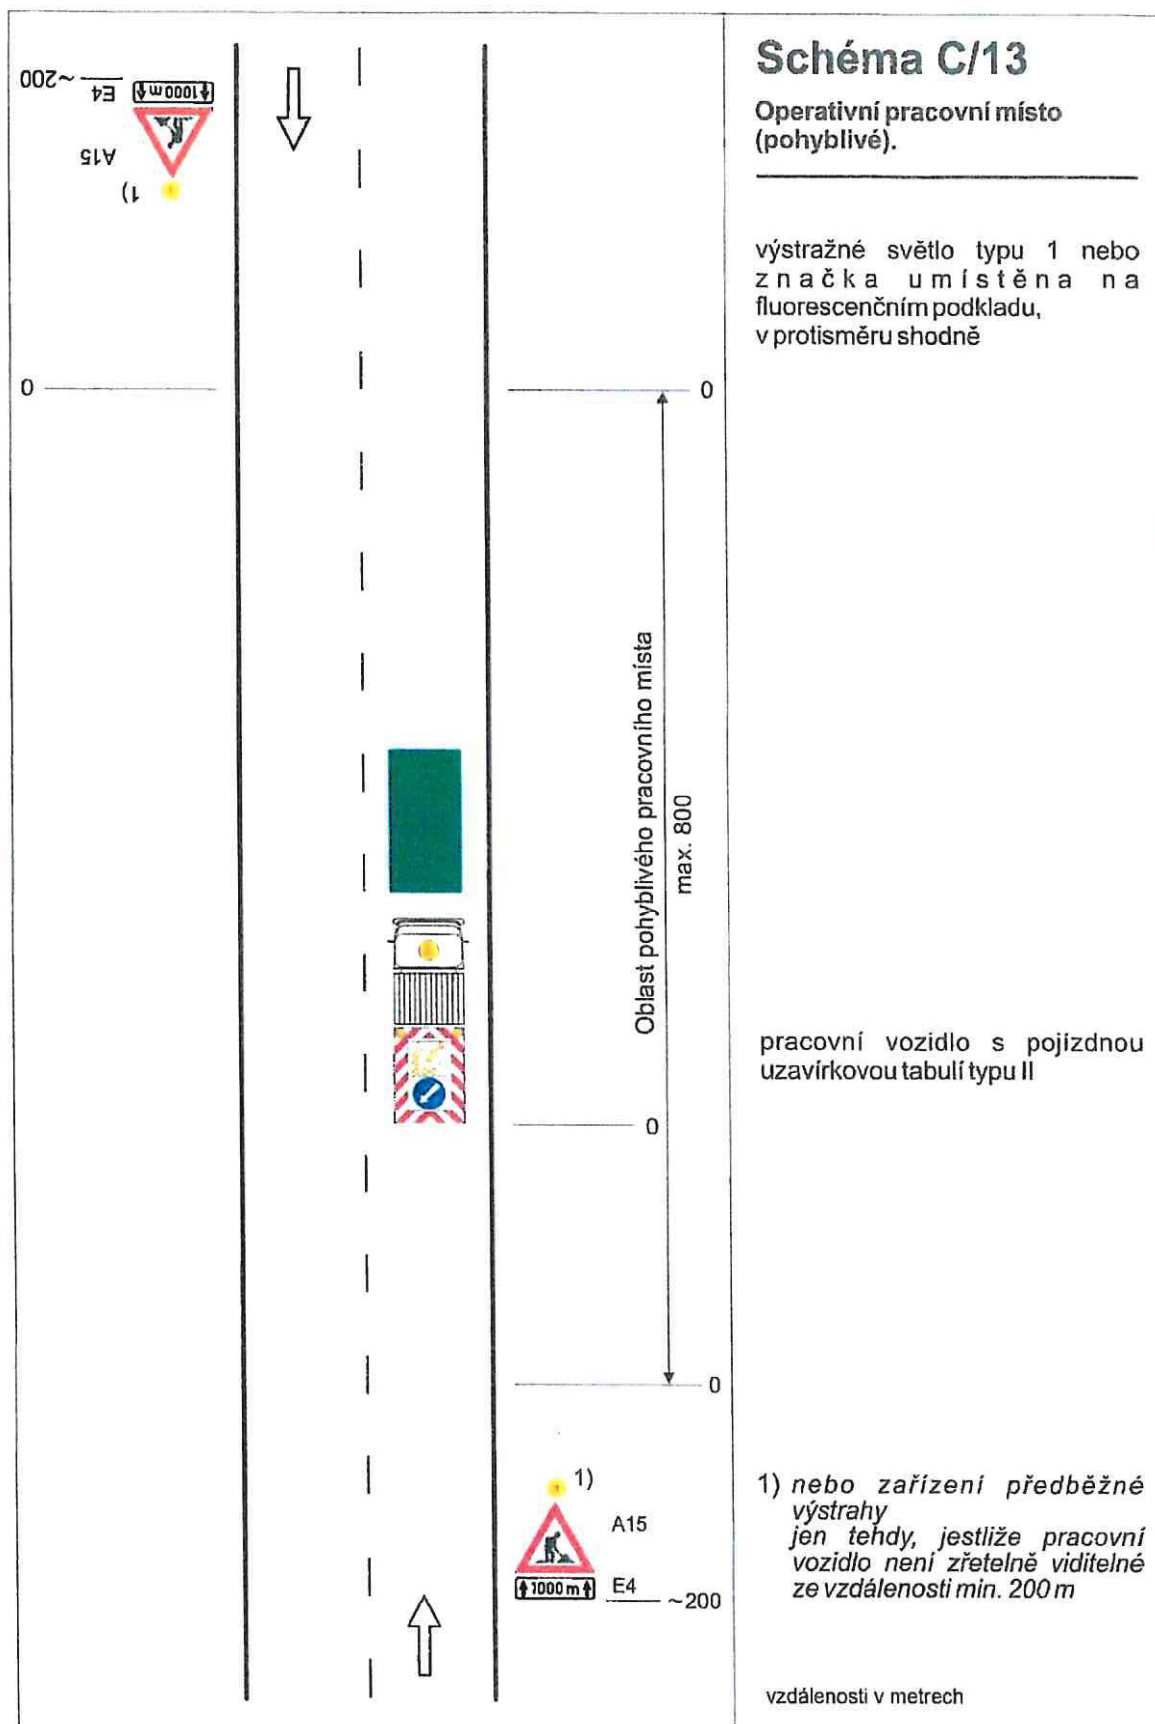 Schéma C/13
Operativní pracovní místo
(pohyblivé).
~200
E4
1000 m
A15
1)
výstražné světlo typu 1 nebo
značka umístěna na
fluorescenčním podkladu,
v protisměru shodně
0
0
Oblast pohyblivého pracovního místa
max. 800
pracovní vozidlo s pojízdnou
uzavírkovou tabulí typu II
0
0
1)
A15
1000 m
E4
~200
1) nebo zařízení předběžné
výstrahy
jen tehdy, jestliže pracovní
vozidlo není zřetelně viditelné
ze vzdálenosti min. 200 m
vzdálenosti v metrech